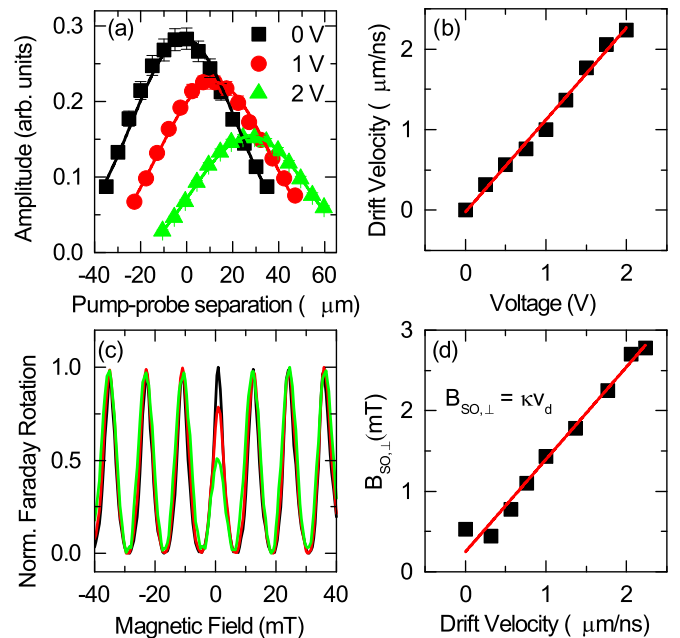 (a)
0 V
1 V
2 V
0.3
0.2
0.1
0.0
Amplitude (arb. units)
-40 -20 0 20 40 60
Pump-probe separation ( μm)
(b)
2
1
0
Drift Velocity ( μm/ns)
0 1 2
Voltage (V)
(c)
1.0
0.5
0.0
Norm. Faraday Rotation
-40 -20 0 20 40
Magnetic Field (mT)
(d)
B_SO,⊥ = κv_d
3
2
1
0
B_SO,⊥(mT)
0 1 2
Drift Velocity ( μm/ns)